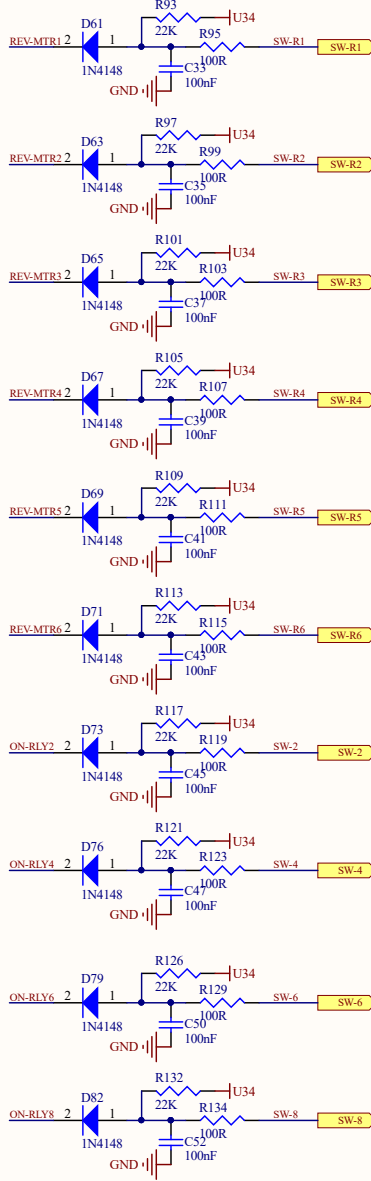 R93
D61
U34
22K
R95
REV-MTR1 2 1 SW-R1 SW-R1
1N4148
C33 100R
GND 100nF
R97
D63
U34
22K
R99
REV-MTR2 2 1 SW-R2 SW-R2
1N4148
C35 100R
GND 100nF
R101
D65
U34
22K
R103
REV-MTR3 2 1 SW-R3 SW-R3
1N4148
C37 100R
GND 100nF
R105
D67
U34
22K
R107
REV-MTR4 2 1 SW-R4 SW-R4
1N4148
C39 100R
GND 100nF
R109
D69
U34
22K
R111
REV-MTR5 2 1 SW-R5 SW-R5
1N4148
C41 100R
GND 100nF
R113
D71
U34
22K
R115
REV-MTR6 2 1 SW-R6 SW-R6
1N4148
C43 100R
GND 100nF
R117
D73
U34
22K
R119
ON-RLY2 2 1 SW-2 SW-2
1N4148
C45 100R
GND 100nF
R121
D76
U34
22K
R123
ON-RLY4 2 1 SW-4 SW-4
1N4148
C47 100R
GND 100nF
R126
D79
U34
22K
R129
ON-RLY6 2 1 SW-6 SW-6
1N4148
C50 100R
GND 100nF
R132
D82
U34
22K
R134
ON-RLY8 2 1 SW-8 SW-8
1N4148
C52 100R
GND 100nF